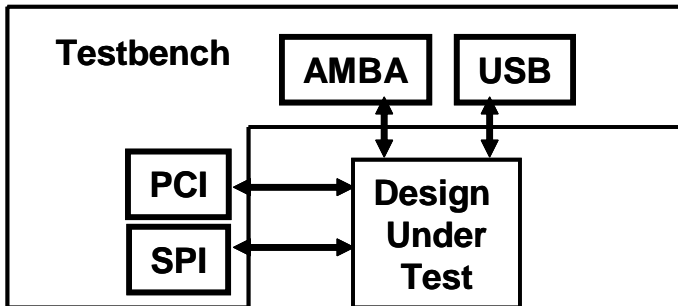 Testbench
AMBA
USB
PCI
SPI
Design
Under
Test